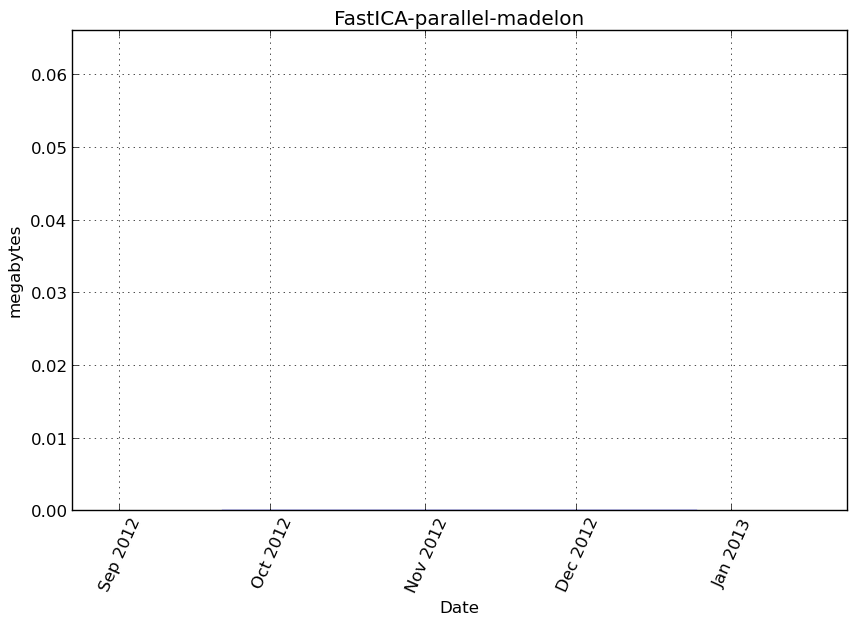 FastICA-parallel-madelon
0.06
0.05
0.04
0.03
0.02
0.01
0.00
megabytes
Sep 2012
Oct 2012
Nov 2012
Dec 2012
Jan 2013
Date